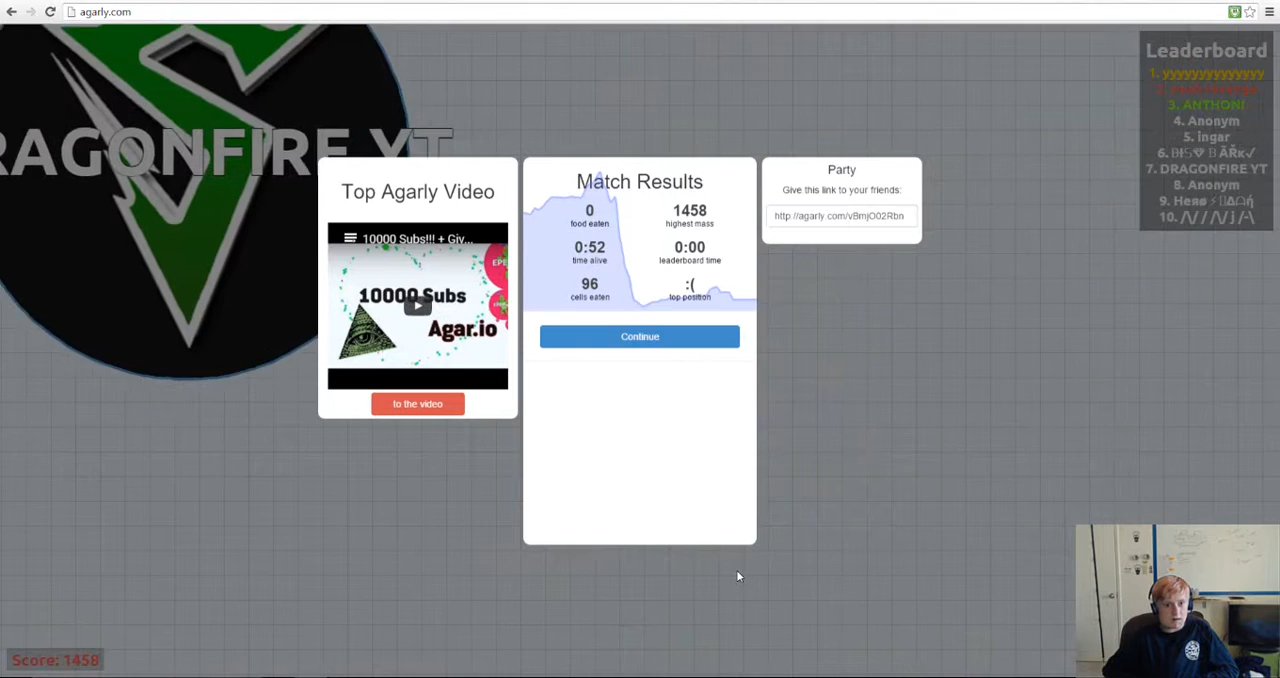 agarly.com
Leaderboard
1. yyyyyyyyyyyyyy
3. ANTHONI
4. Anonym
5. ingar
7. DRAGONFIRE YT
8. Anonym
RAGONFIRE YT
Top Agarly Video
10000 Subs!!! + Giv...
10000 Subs
Agar.io
to the video
Match Results
0
food eaten
1458
highest mass
0:52
time alive
0:00
leaderboard time
96
cells eaten
:(
top position
Continue
Party
Give this link to your friends:
http://agarly.com/vBmjO02Rbn
Score: 1458